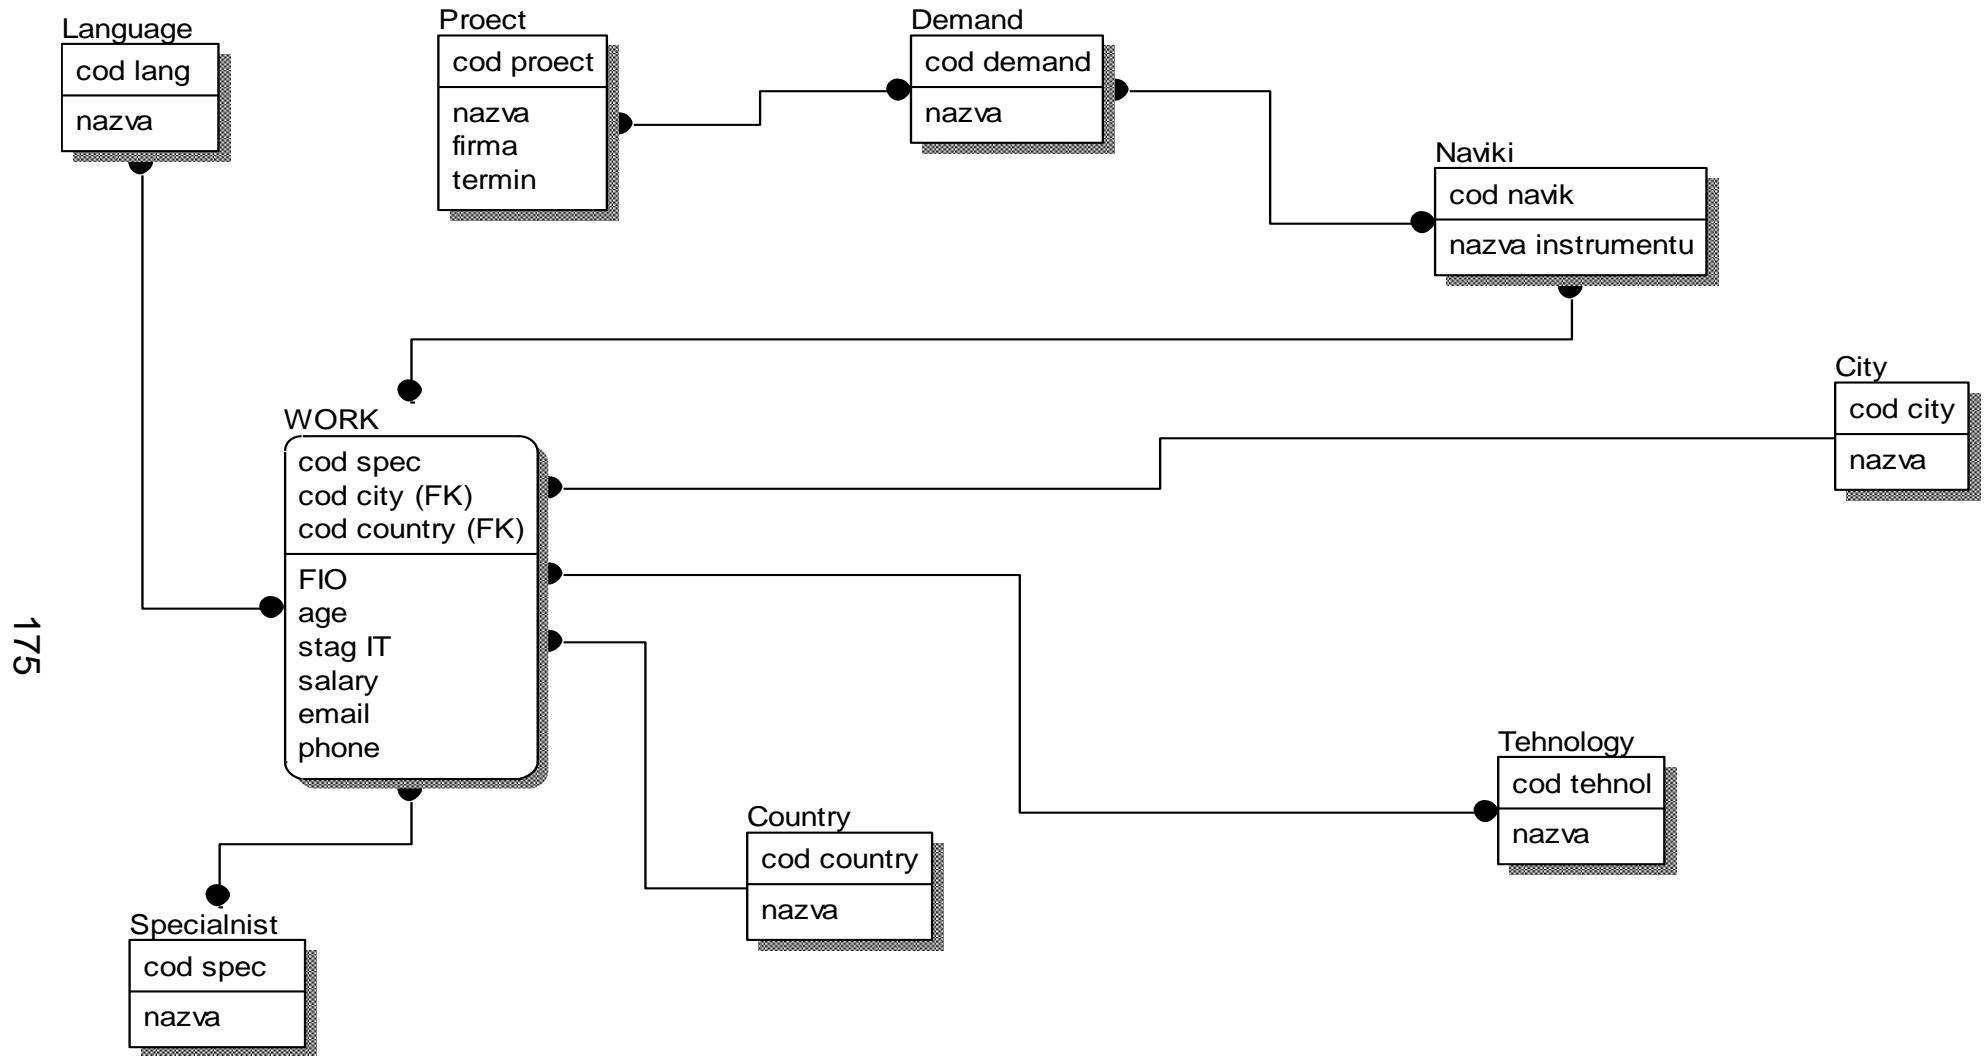 Language
cod lang
nazva
Proect
cod proect
nazva
firma
termin
Demand
cod demand
nazva
Naviki
cod navik
nazva instrumentu
City
cod city
nazva
WORK
cod spec
cod city (FK)
cod country (FK)
FIO
age
stag IT
salary
email
phone
175
Tehnology
cod tehnol
nazva
Country
cod country
nazva
Specialnist
cod spec
nazva